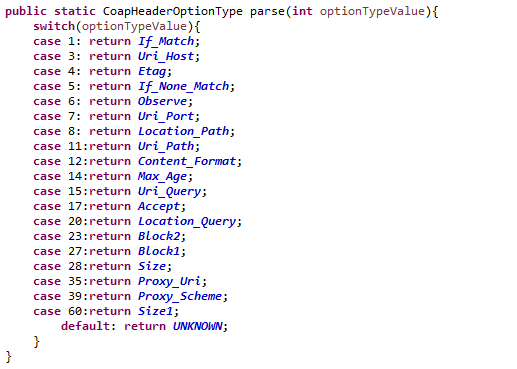 public static CoapHeaderOptionType parse(int optionTypeValue){
    switch(optionTypeValue){
    case 1: return If_Match;
    case 3: return Uri_Host;
    case 4: return Etag;
    case 5: return If_None_Match;
    case 6: return Observe;
    case 7: return Uri_Port;
    case 8: return Location_Path;
    case 11:return Uri_Path;
    case 12:return Content_Format;
    case 14:return Max_Age;
    case 15:return Uri_Query;
    case 17:return Accept;
    case 20:return Location_Query;
    case 23:return Block2;
    case 27:return Block1;
    case 28:return Size;
    case 35:return Proxy_Uri;
    case 39:return Proxy_Scheme;
    case 60:return Size1;
        default: return UNKNOWN;
    }
}